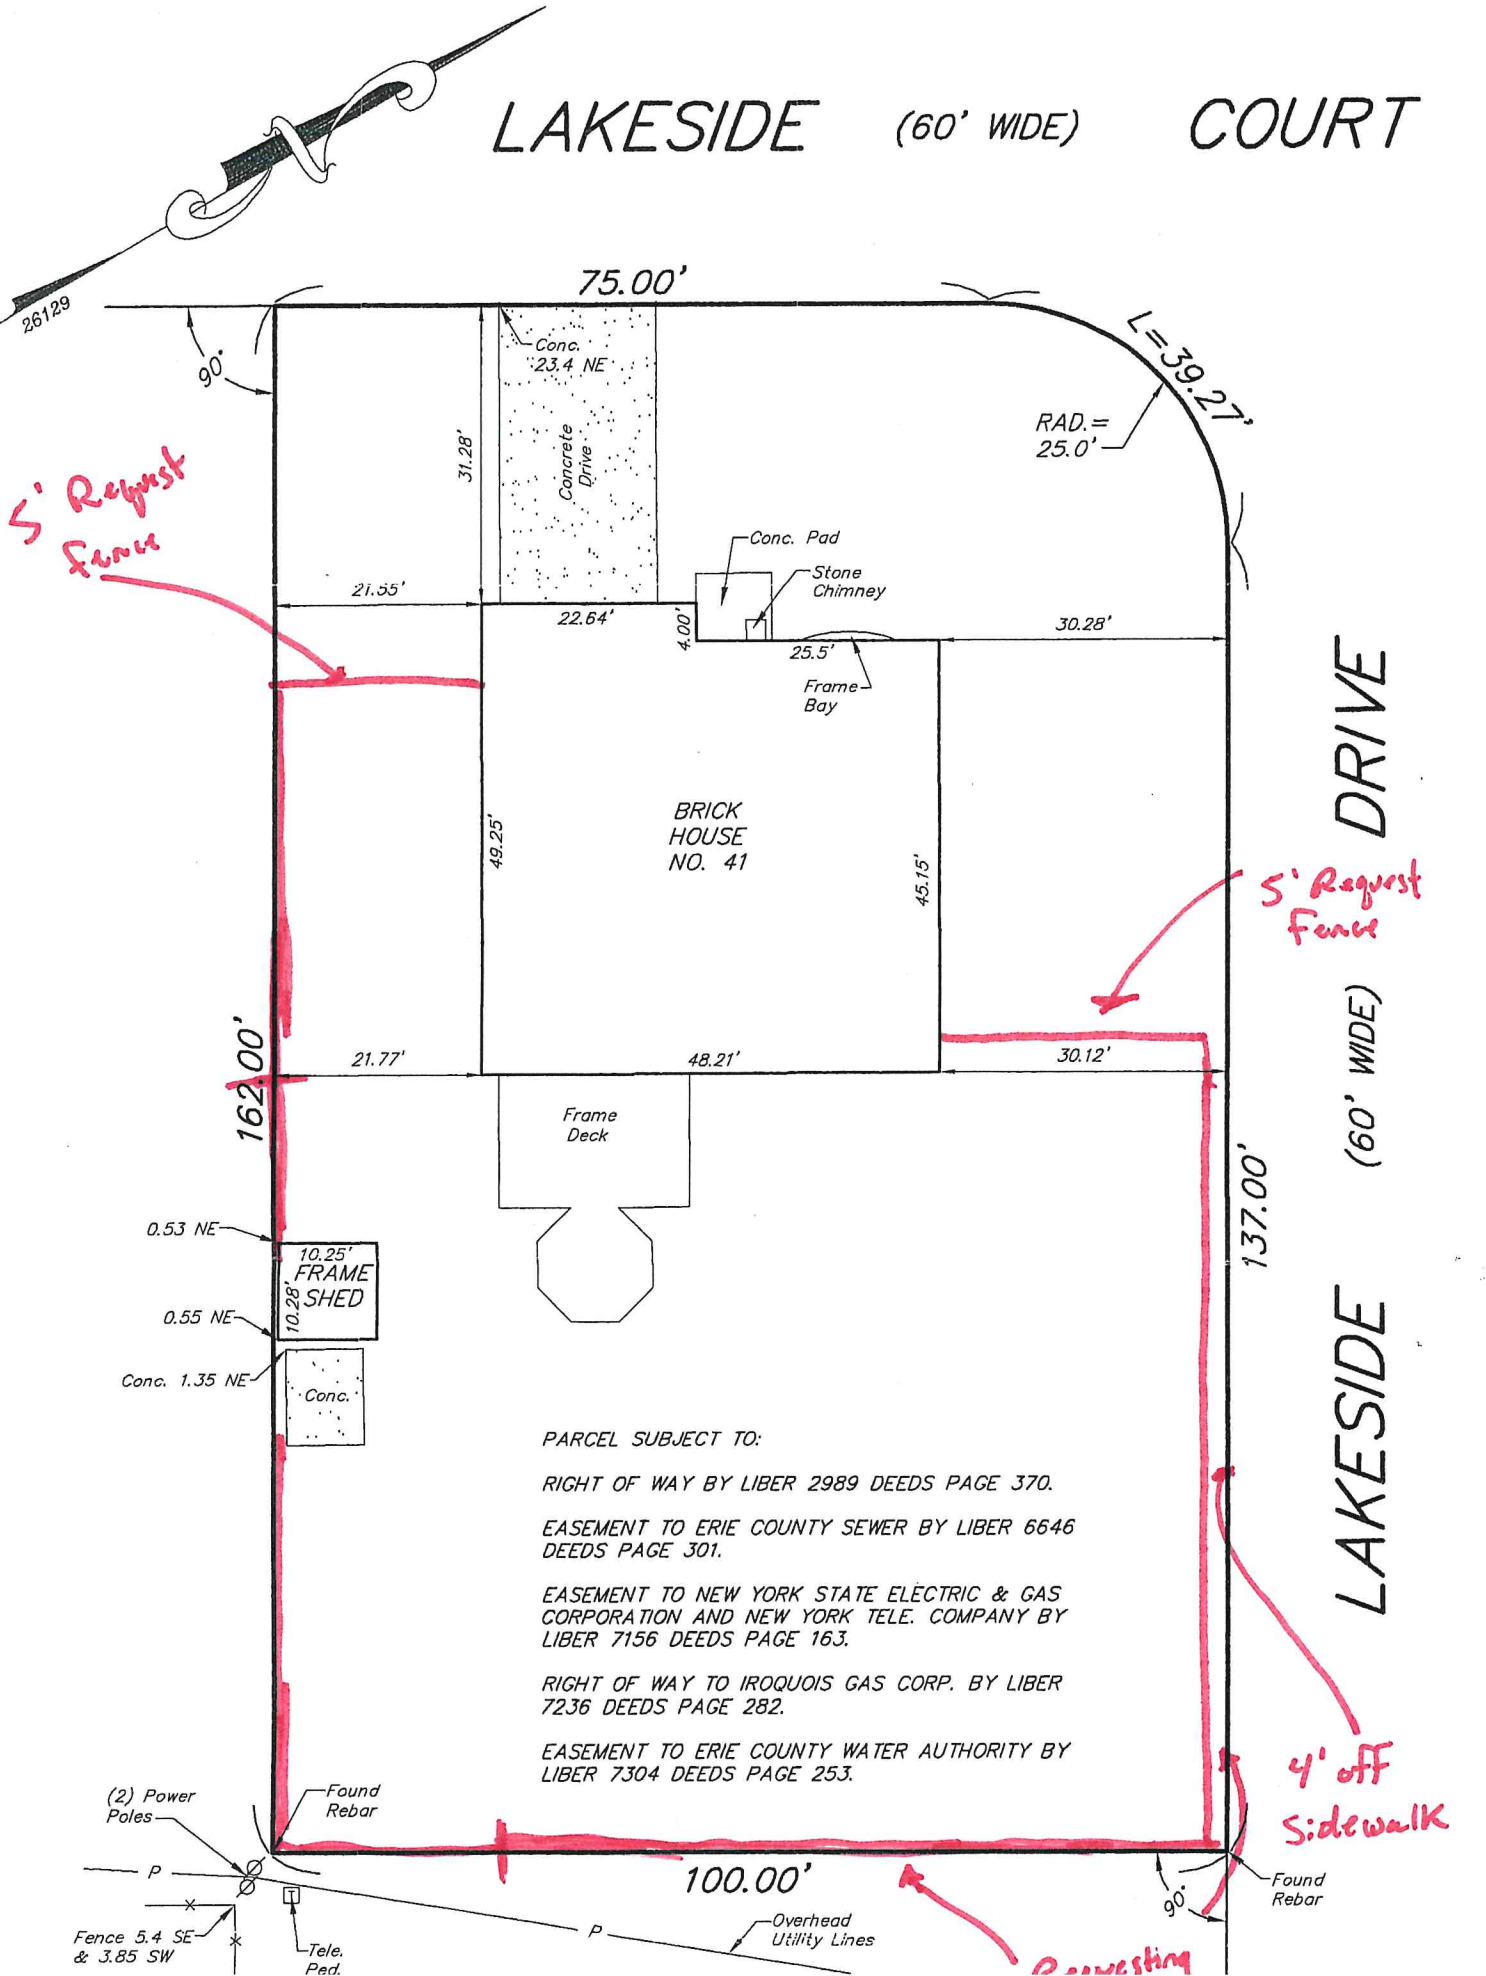 LAKESIDE (60' WIDE) COURT
26129
75.00'
90°
Conc.
23.4 NE
L=39.27'
RAD.=
25.0'
31.28'
Concrete
Drive
5' Request
Fence
Conc. Pad
Stone
Chimney
21.55'
22.64'
4.00'
25.5'
30.28'
Frame
Bay
BRICK
HOUSE
NO. 41
49.25'
45.15'
5' Request
Fence
LAKESIDE (60' WIDE) DRIVE
162.00'
21.77'
48.21'
30.12'
Frame
Deck
137.00'
0.53 NE
10.25'
FRAME
SHED
10.28'
0.55 NE
Conc. 1.35 NE
Conc.
PARCEL SUBJECT TO:
RIGHT OF WAY BY LIBER 2989 DEEDS PAGE 370.
EASEMENT TO ERIE COUNTY SEWER BY LIBER 6646
DEEDS PAGE 301.
EASEMENT TO NEW YORK STATE ELECTRIC & GAS
CORPORATION AND NEW YORK TELE. COMPANY BY
LIBER 7156 DEEDS PAGE 163.
RIGHT OF WAY TO IROQUOIS GAS CORP. BY LIBER
7236 DEEDS PAGE 282.
EASEMENT TO ERIE COUNTY WATER AUTHORITY BY
LIBER 7304 DEEDS PAGE 253.
4' off
Sidewalk
(2) Power
Poles
Found
Rebar
P
100.00'
90°
Found
Rebar
T
Fence 5.4 SE
& 3.85 SW
Tele.
Ped.
P
Overhead
Utility Lines
Requesting